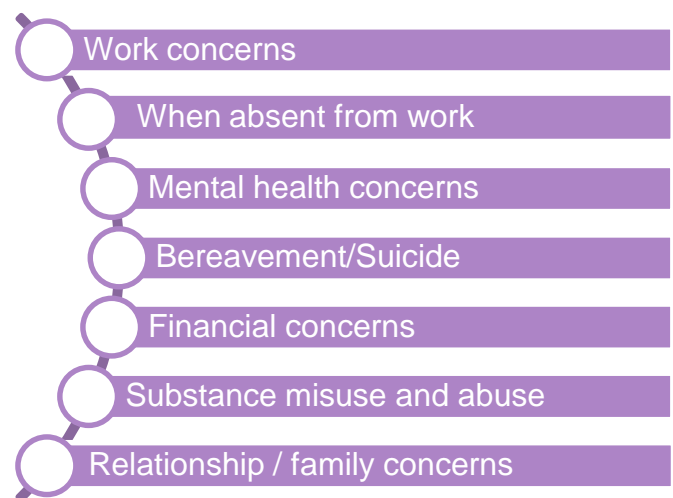 Work concerns
When absent from work
Mental health concerns
Bereavement/Suicide
Financial concerns
Substance misuse and abuse
Relationship / family concerns